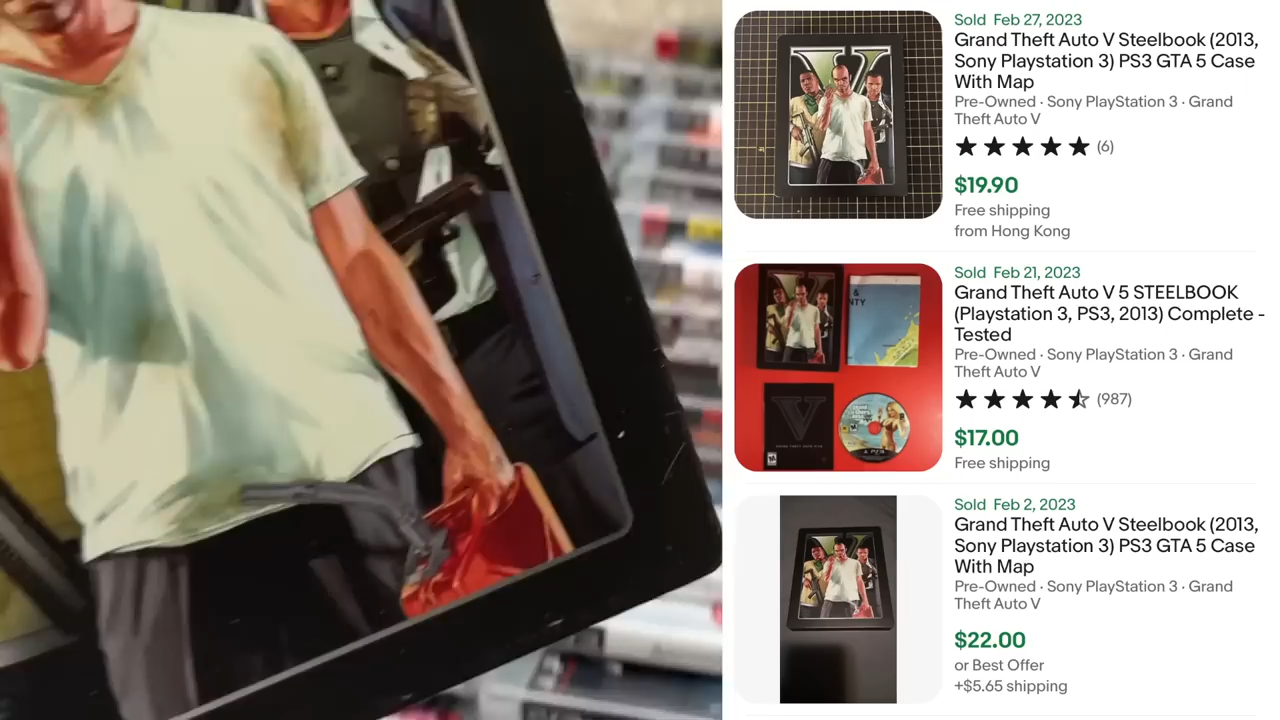 Sold Feb 27, 2023
Grand Theft Auto V Steelbook (2013,
Sony Playstation 3) PS3 GTA 5 Case
With Map
Pre-Owned · Sony PlayStation 3 · Grand
Theft Auto V
(6)
$19.90
Free shipping
from Hong Kong
Sold Feb 21, 2023
Grand Theft Auto V 5 STEELBOOK
(Playstation 3, PS3, 2013) Complete -
Tested
Pre-Owned · Sony PlayStation 3 · Grand
Theft Auto V
(987)
$17.00
Free shipping
Sold Feb 2, 2023
Grand Theft Auto V Steelbook (2013,
Sony Playstation 3) PS3 GTA 5 Case
With Map
Pre-Owned · Sony PlayStation 3 · Grand
Theft Auto V
$22.00
or Best Offer
+$5.65 shipping